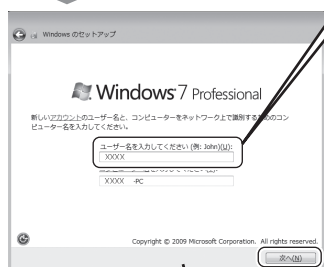 Windows のセットアップ
Windows 7 Professional
新しいアカウントのユーザー名と、コンピューターをネットワーク上で識別するためのコン
ピューター名を入力してください。
ユーザー名を入力してください (例: John)(U):
XXXX
XXXX -PC
Copyright © 2009 Microsoft Corporation. All rights reserved.
次へ(N)